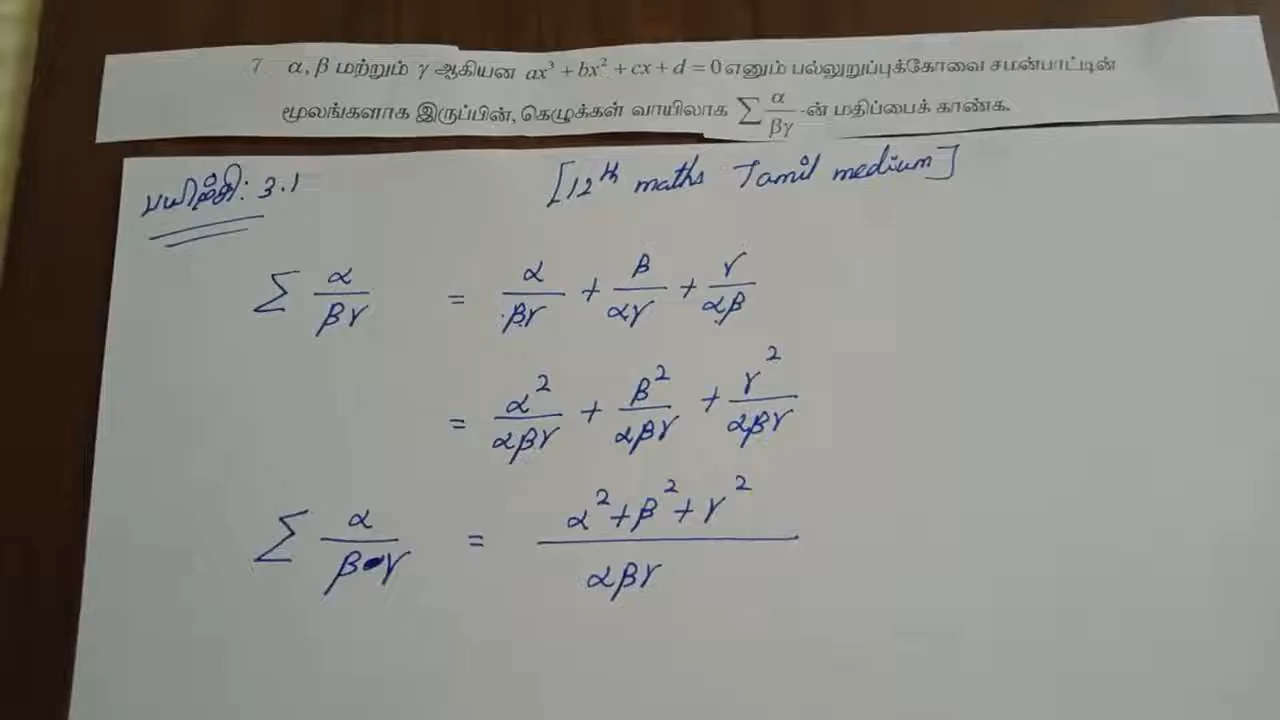 7 α, β மற்றும் γ ஆகியன ax³ + bx² + cx + d = 0 எனும் பல்லுறுப்புக்கோவை சமன்பாட்டின்
மூலங்களாக இருப்பின், கெழுக்கள் வாயிலாக ∑ α/βγ -ன் மதிப்பைக் காண்க.
பயிற்சி: 3.1 [12th maths Tamil medium]
∑ α/βγ = α/βγ + β/αγ + γ/αβ
= α²/αβγ + β²/αβγ + γ²/αβγ
∑ α/βγ = α²+β²+γ²/αβγ